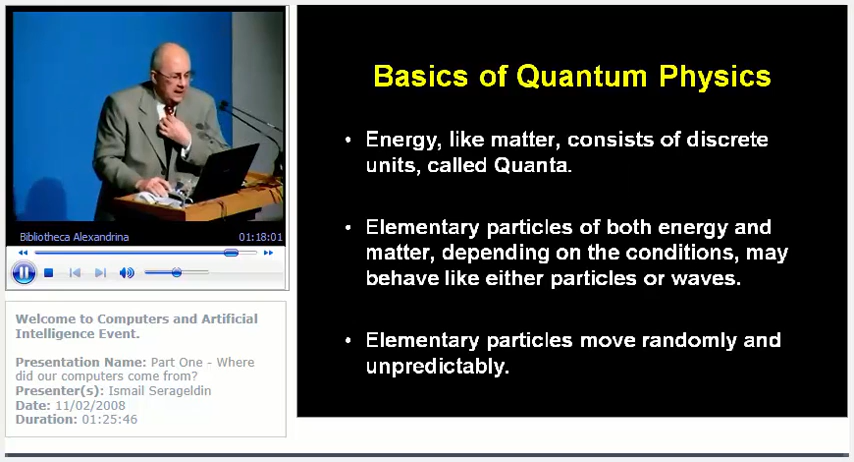 Basics of Quantum Physics
• Energy, like matter, consists of discrete
units, called Quanta.
• Elementary particles of both energy and
matter, depending on the conditions, may
behave like either particles or waves.
• Elementary particles move randomly and
unpredictably.
Bibliotheca Alexandrina 01:18:01
Welcome to Computers and Artificial
Intelligence Event.
Presentation Name: Part One - Where
did our computers come from?
Presenter(s): Ismail Serageldin
Date: 11/02/2008
Duration: 01:25:46